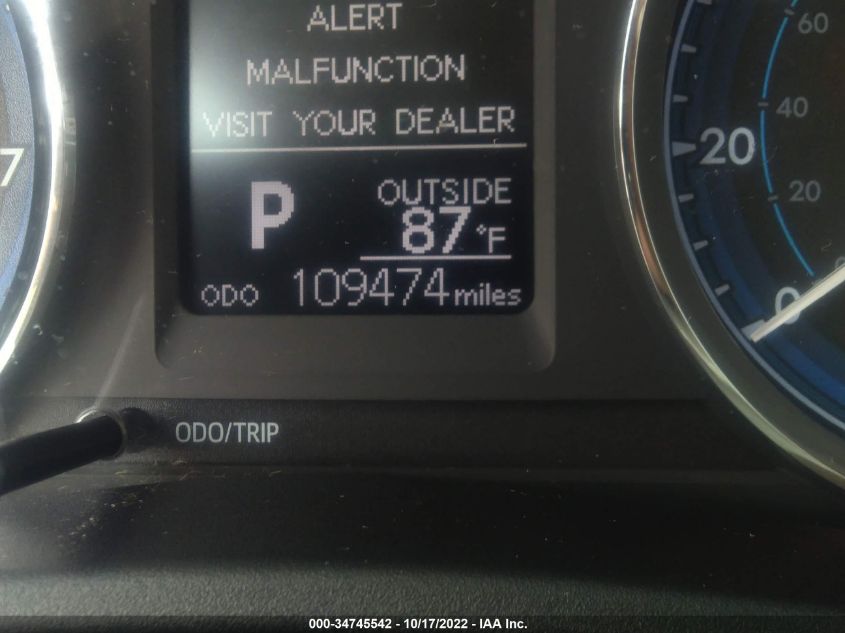 ALERT
MALFUNCTION
VISIT YOUR DEALER
P
OUTSIDE
87 °F
ODO 109474 miles
ODO/TRIP
7
60
40
20
20
0
000-34745542 / 10/17/2022 - IAA Inc.